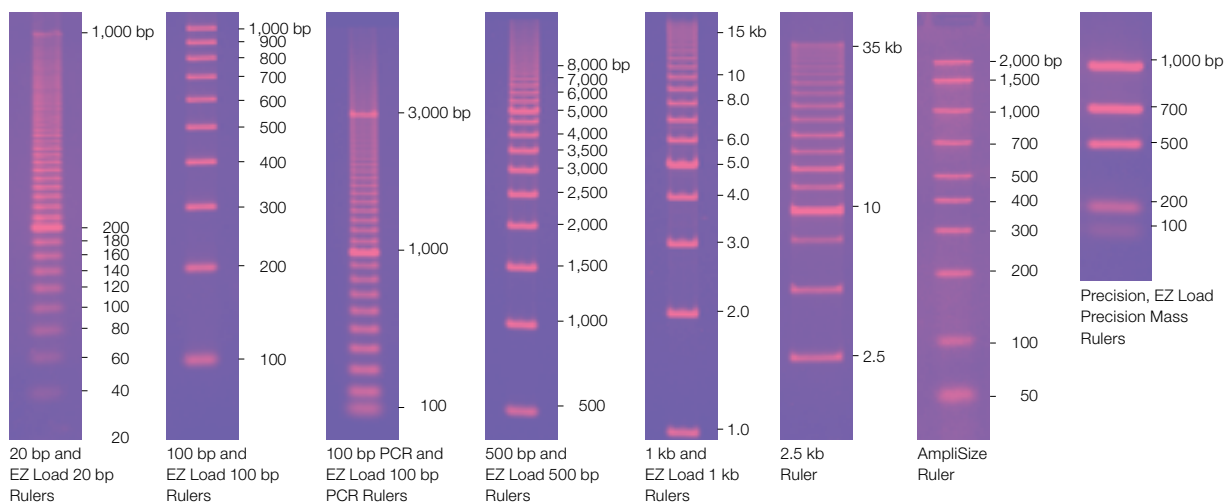 1,000 bp
200
180
160
140
120
100
80
60
40
20
20 bp and
EZ Load 20 bp
Rulers
1,000 bp
900
800
700
600
500
400
300
200
100
100 bp and
EZ Load 100 bp
Rulers
3,000 bp
1,000
100
100 bp PCR and
EZ Load 100 bp
PCR Rulers
8,000 bp
7,000
6,000
5,000
4,000
3,500
3,000
2,500
2,000
1,500
1,000
500
500 bp and
EZ Load 500 bp
Rulers
15 kb
10
8.0
6.0
5.0
4.0
3.0
2.0
1.0
1 kb and
EZ Load 1 kb
Rulers
35 kb
10
2.5
2.5 kb
Ruler
2,000 bp
1,500
1,000
700
500
400
300
200
100
50
AmpliSize
Ruler
1,000 bp
700
500
200
100
Precision, EZ Load
Precision Mass
Rulers